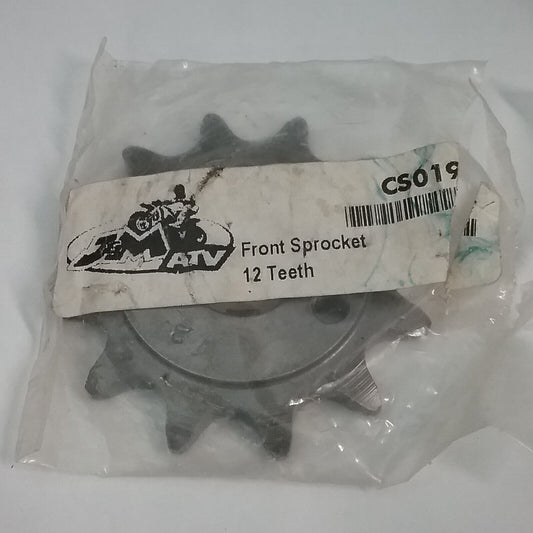 CS019
J&M
ATV
Front Sprocket
12 Teeth